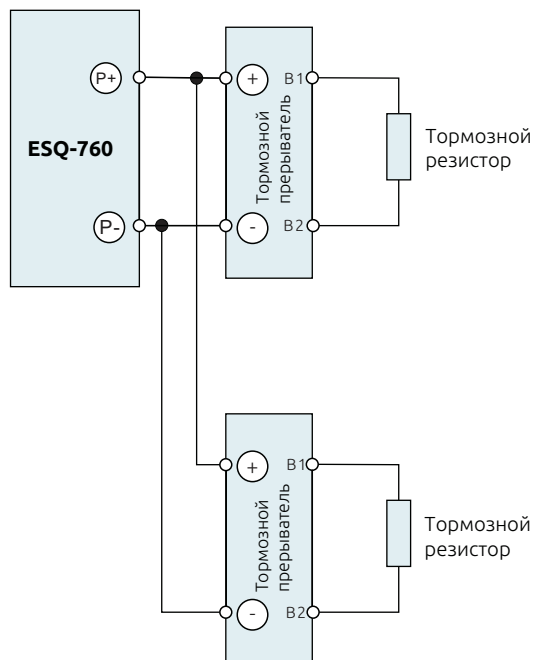 P+
ESQ-760
P-
+
B1
Тормозной
прерыватель
-
B2
Тормозной
резистор
+
B1
Тормозной
прерыватель
-
B2
Тормозной
резистор